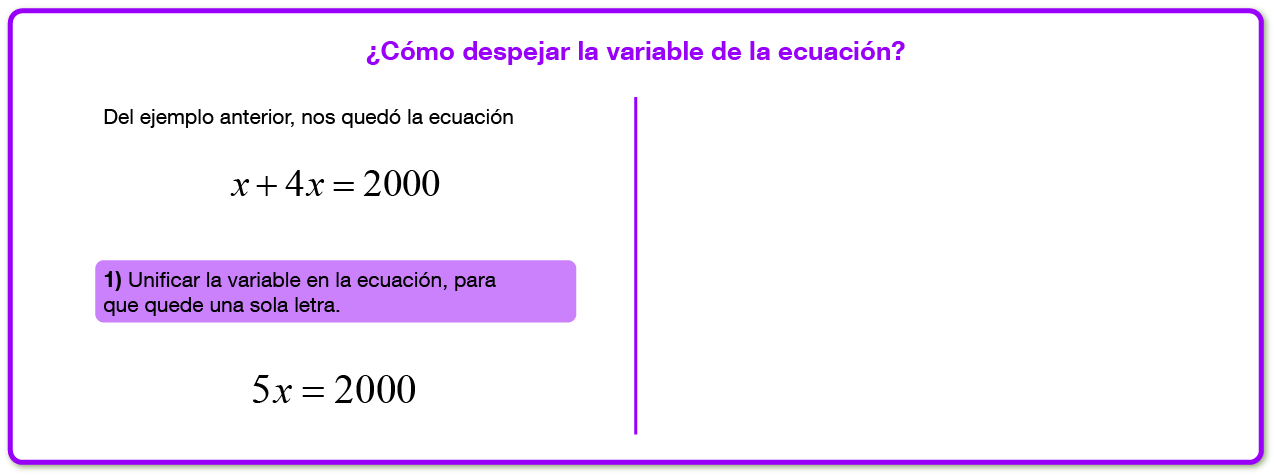 ¿Cómo despejar la variable de la ecuación?
Del ejemplo anterior, nos quedó la ecuación
x + 4x = 2000
1) Unificar la variable en la ecuación, para
que quede una sola letra.
5x = 2000